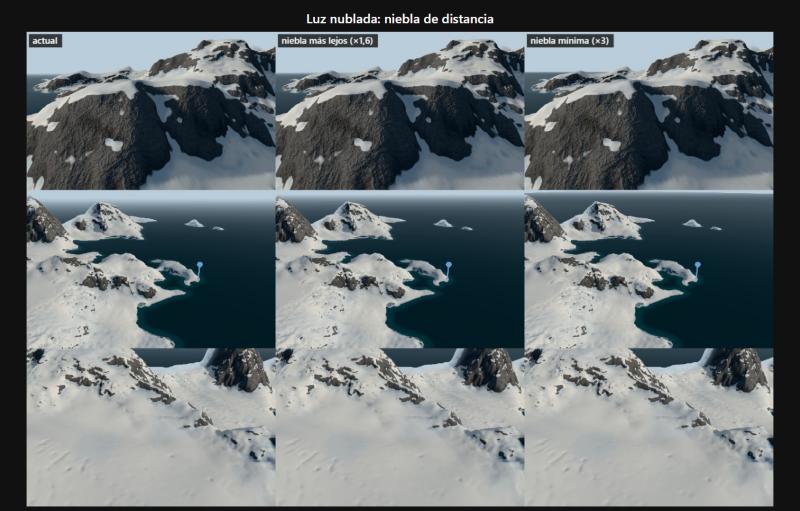 Luz nublada: niebla de distancia
actual
niebla más lejos (×1,6)
niebla mínima (×3)